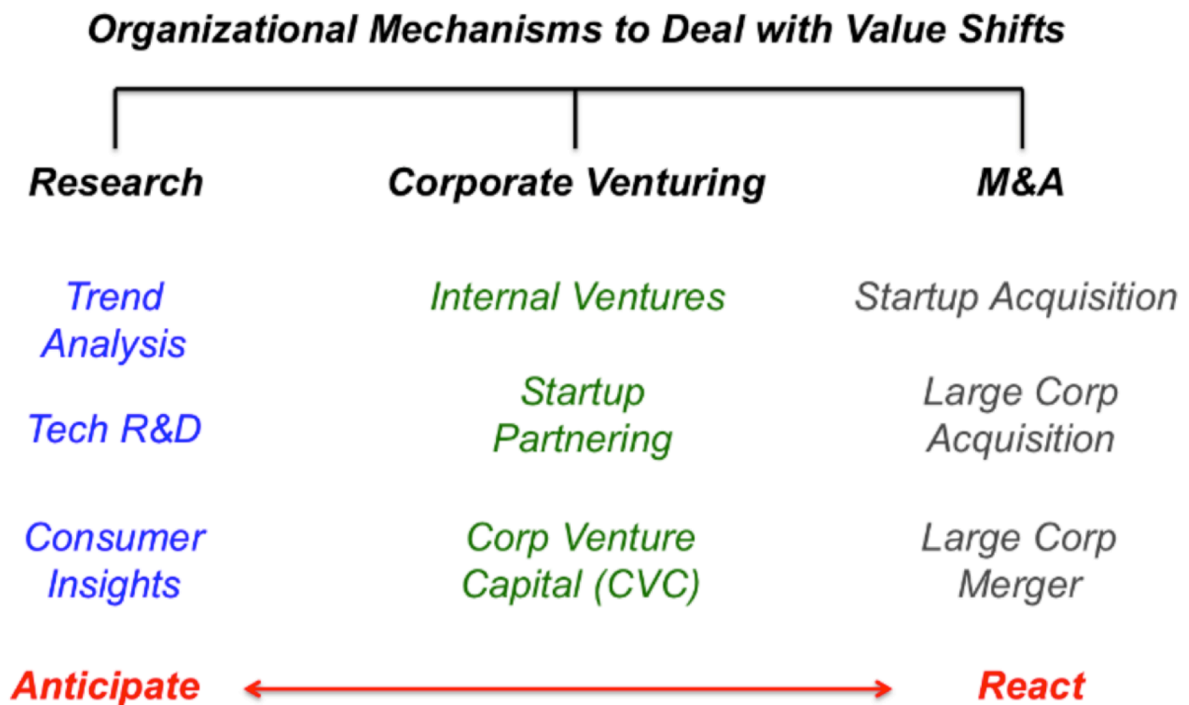 Organizational Mechanisms to Deal with Value Shifts
Research
Corporate Venturing
M&A
Trend
Analysis
Tech R&D
Consumer
Insights
Internal Ventures
Startup
Partnering
Corp Venture
Capital (CVC)
Startup Acquisition
Large Corp
Acquisition
Large Corp
Merger
Anticipate
React